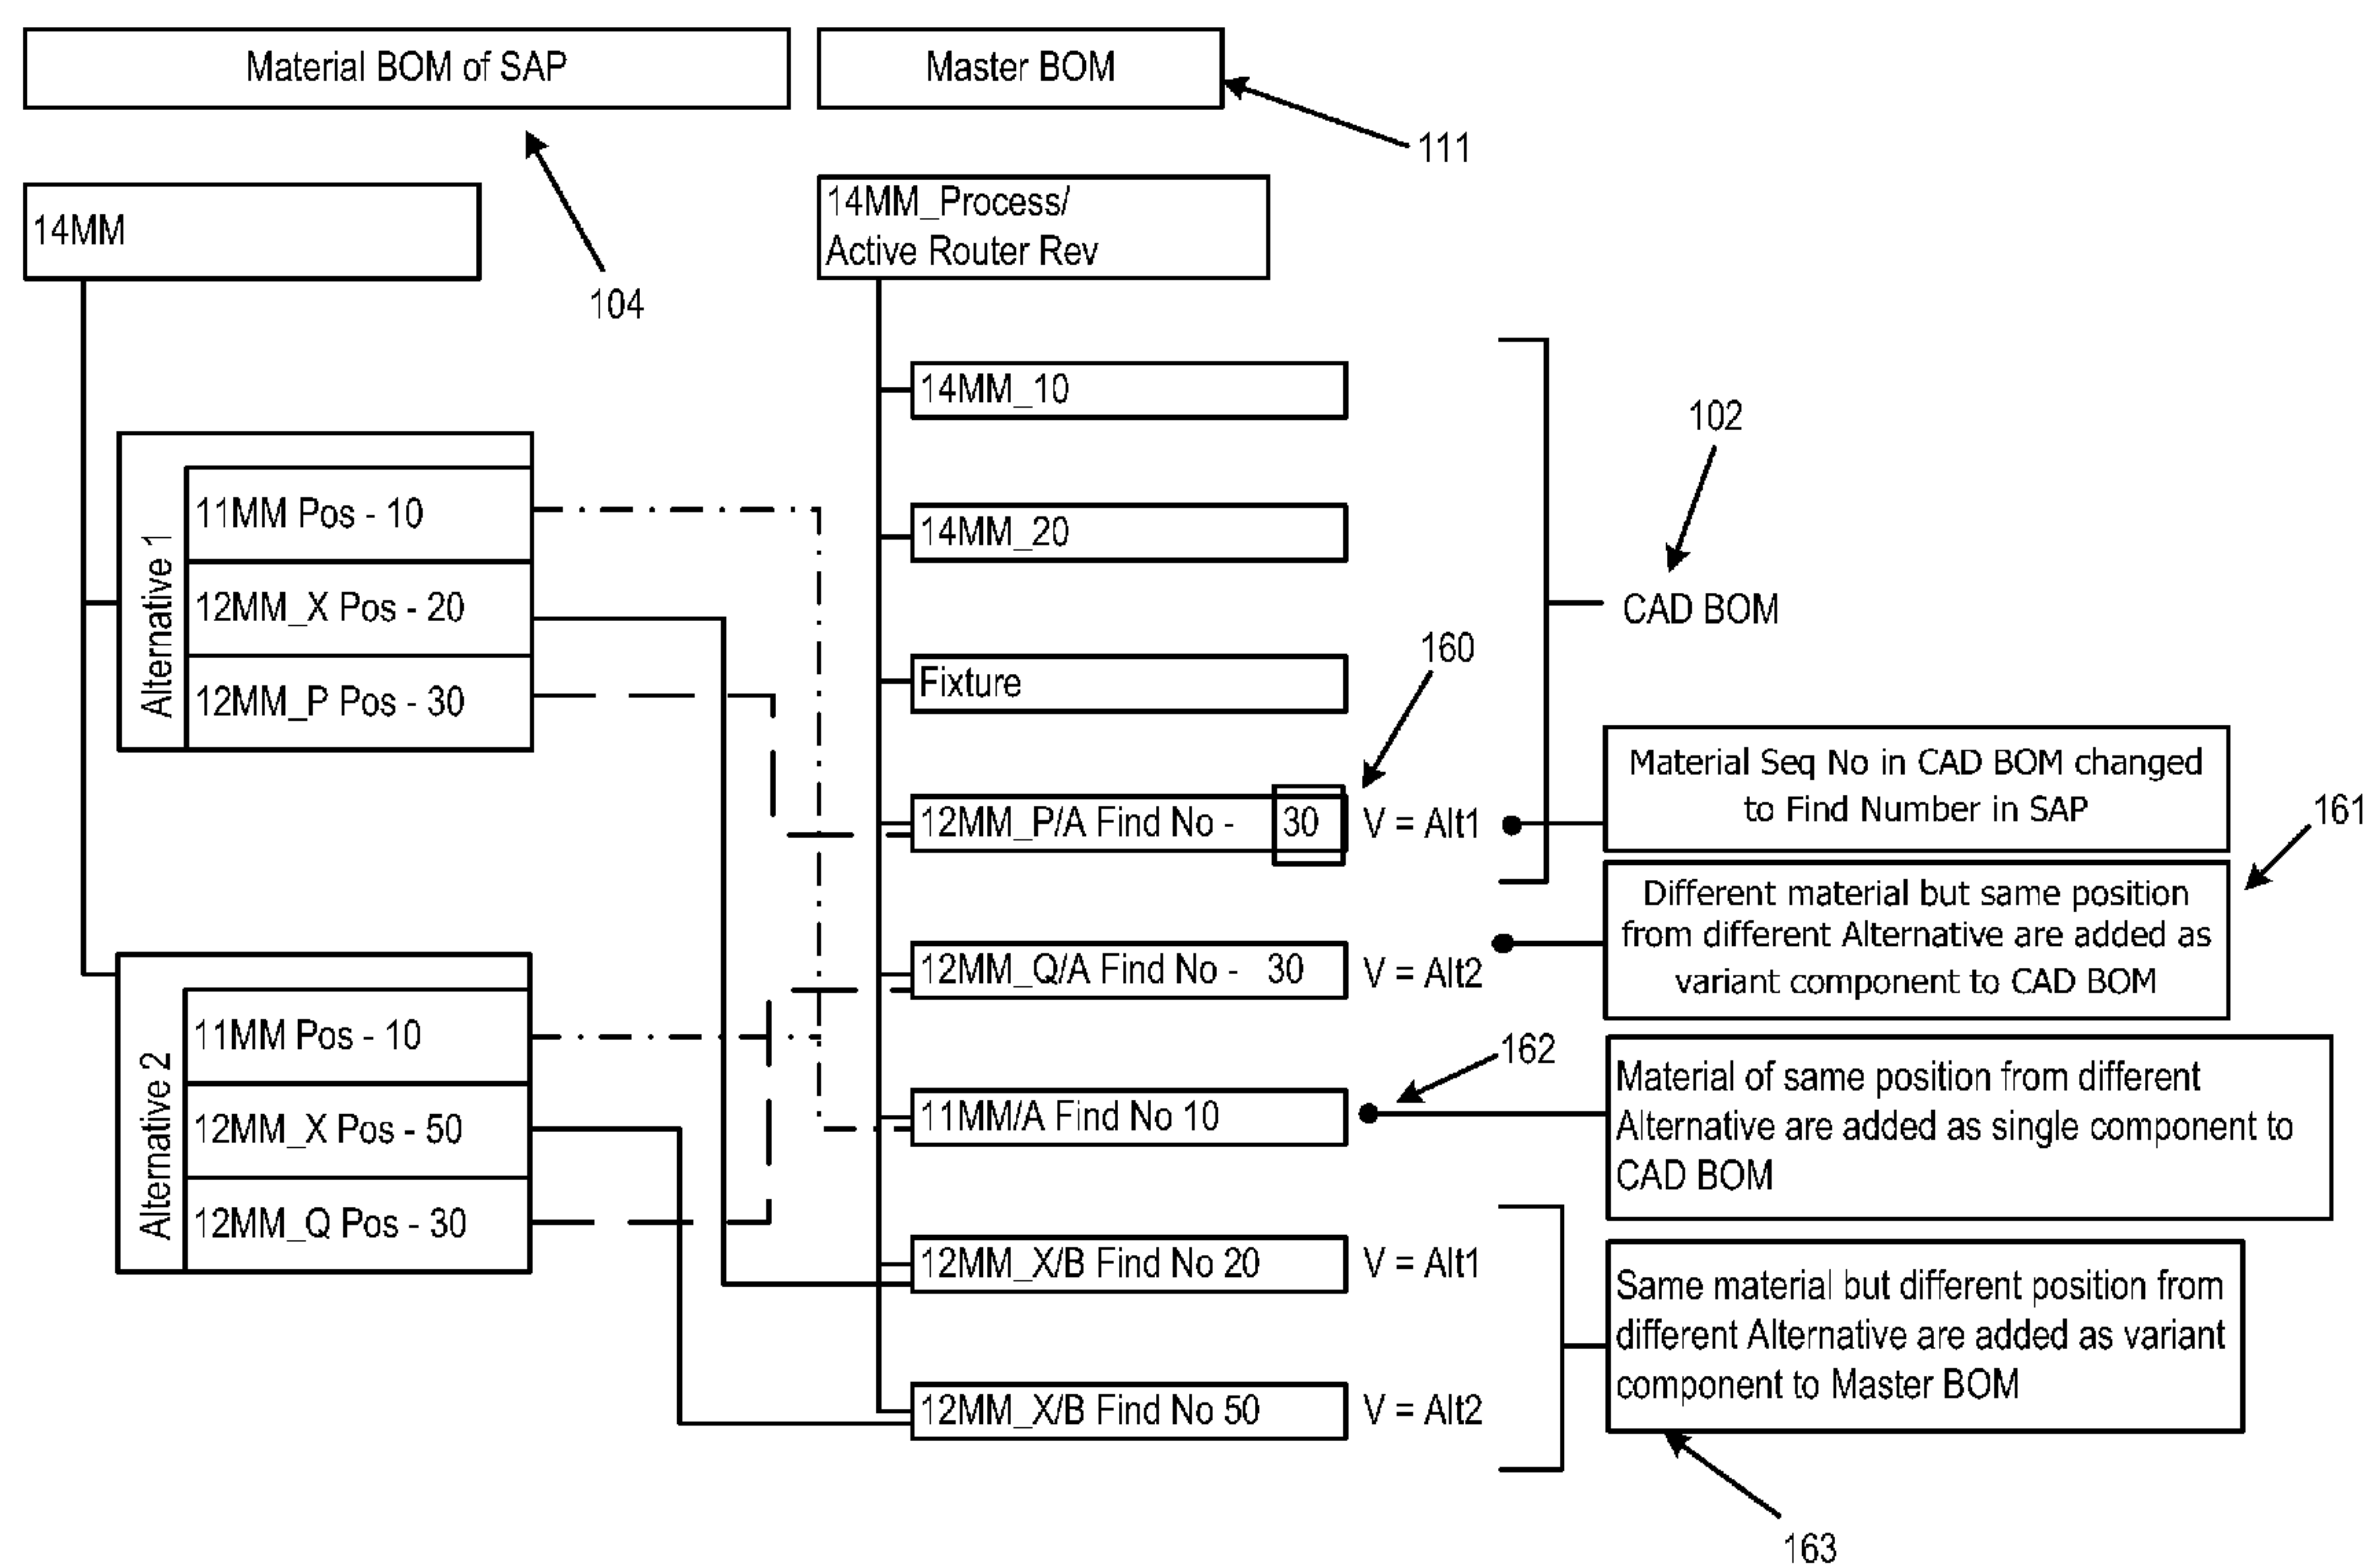 Material BOM of SAP
Master BOM
111
14MM
104
14MM_Process/
Active Router Rev
14MM_10
14MM_20
Fixture
102
CAD BOM
Alternative 1
11MM Pos - 10
12MM_X Pos - 20
12MM_P Pos - 30
160
12MM_P/A Find No - 30
V = Alt1
Material Seq No in CAD BOM changed
to Find Number in SAP
161
12MM_Q/A Find No - 30
V = Alt2
Different material but same position
from different Alternative are added as
variant component to CAD BOM
Alternative 2
11MM Pos - 10
12MM_X Pos - 50
12MM_Q Pos - 30
162
11MM/A Find No 10
Material of same position from different
Alternative are added as single component to
CAD BOM
12MM_X/B Find No 20
V = Alt1
12MM_X/B Find No 50
V = Alt2
Same material but different position from
different Alternative are added as variant
component to Master BOM
163